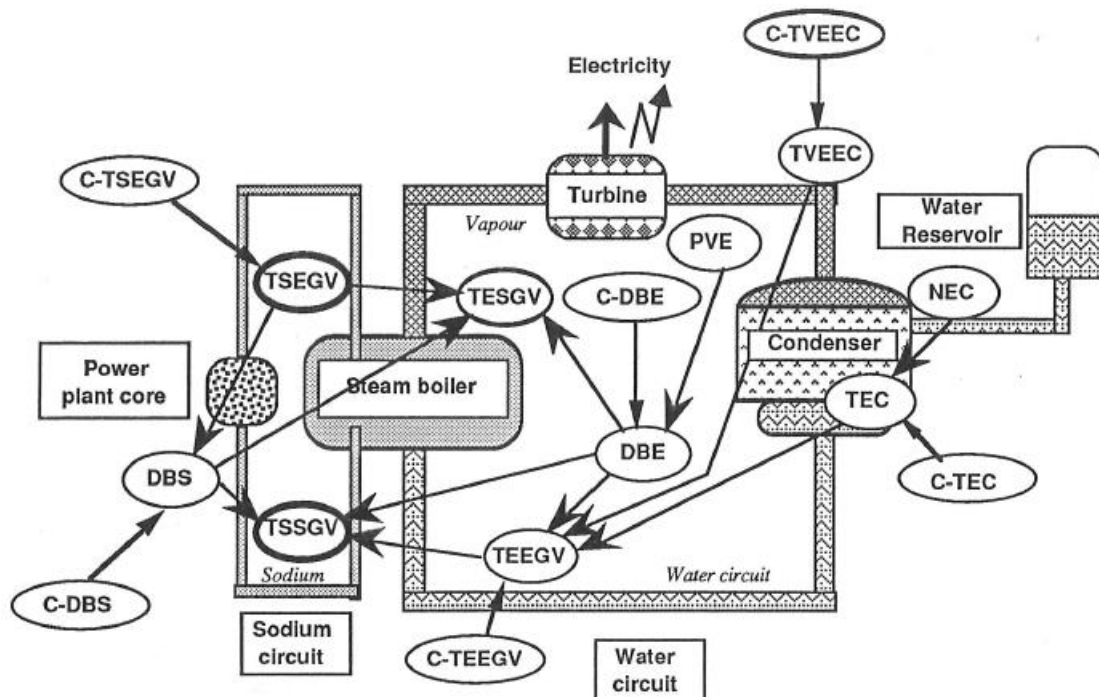 C-TVEEC
Electricity
TVEEC
C-TSEGV
Turbine
Water
Reservoir
Vapour
PVE
TSEGV
TESGV
C-DBE
NEC
Condenser
Power
plant core
Steam boiler
TEC
DBS
DBE
C-TEC
TSSGV
TEEGV
Sodium
Water circuit
C-DBS
Sodium
circuit
C-TEEGV
Water
circuit